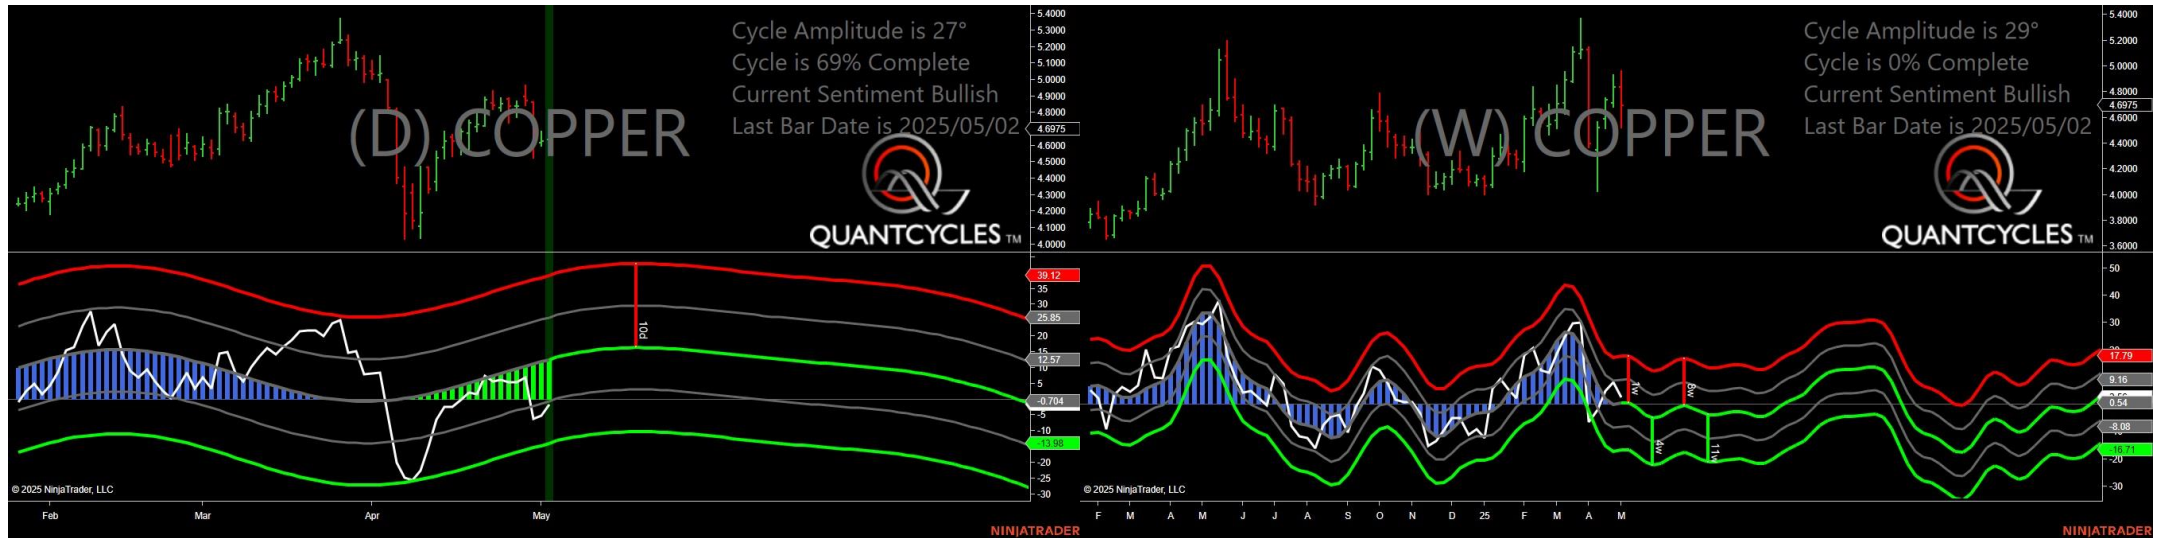 Cycle Amplitude is 27°
Cycle is 69% Complete
Current Sentiment Bullish
Last Bar Date is 2025/05/02
(D) COPPER
QUANTCYCLES TM
5.4000
5.3000
5.2000
5.1000
5.0000
4.9000
4.8000
4.6975
4.6000
4.5000
4.4000
4.3000
4.2000
4.1000
4.0000
39.12
35
30
25.85
20
15
12.57
10
5
-0.704
-5
-10
-13.98
-20
-25
-30
10d
© 2025 NinjaTrader, LLC
Feb Mar Apr May
NINJATRADER
Cycle Amplitude is 29°
Cycle is 0% Complete
Current Sentiment Bullish
Last Bar Date is 2025/05/02
(W) COPPER
QUANTCYCLES TM
5.4000
5.2000
5.0000
4.8000
4.6975
4.6000
4.4000
4.2000
4.0000
3.8000
3.6000
50
40
30
17.79
9.16
0.54
-8.08
-16.71
-20
-30
1w
4w
8w
11w
© 2025 NinjaTrader, LLC
F M A M J J A S O N D 25 F M A M
NINJATRADER